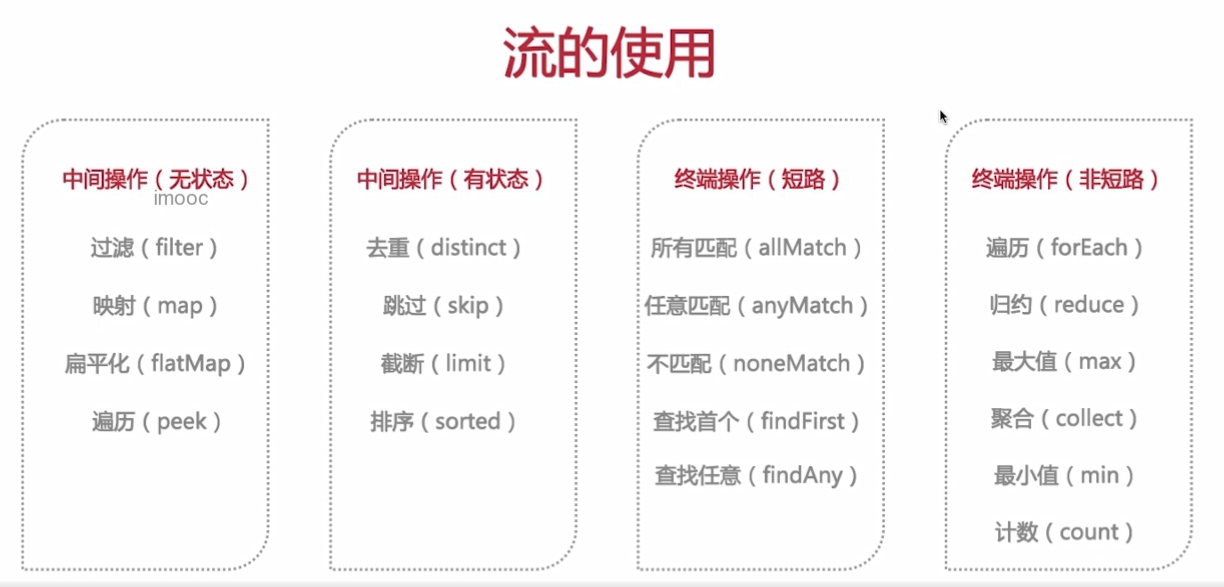 流的使用
中间操作（无状态）
imooc
过滤（filter）
映射（map）
扁平化（flatMap）
遍历（peek）
中间操作（有状态）
去重（distinct）
跳过（skip）
截断（limit）
排序（sorted）
终端操作（短路）
所有匹配（allMatch）
任意匹配（anyMatch）
不匹配（noneMatch）
查找首个（findFirst）
查找任意（findAny）
终端操作（非短路）
遍历（forEach）
归约（reduce）
最大值（max）
聚合（collect）
最小值（min）
计数（count）